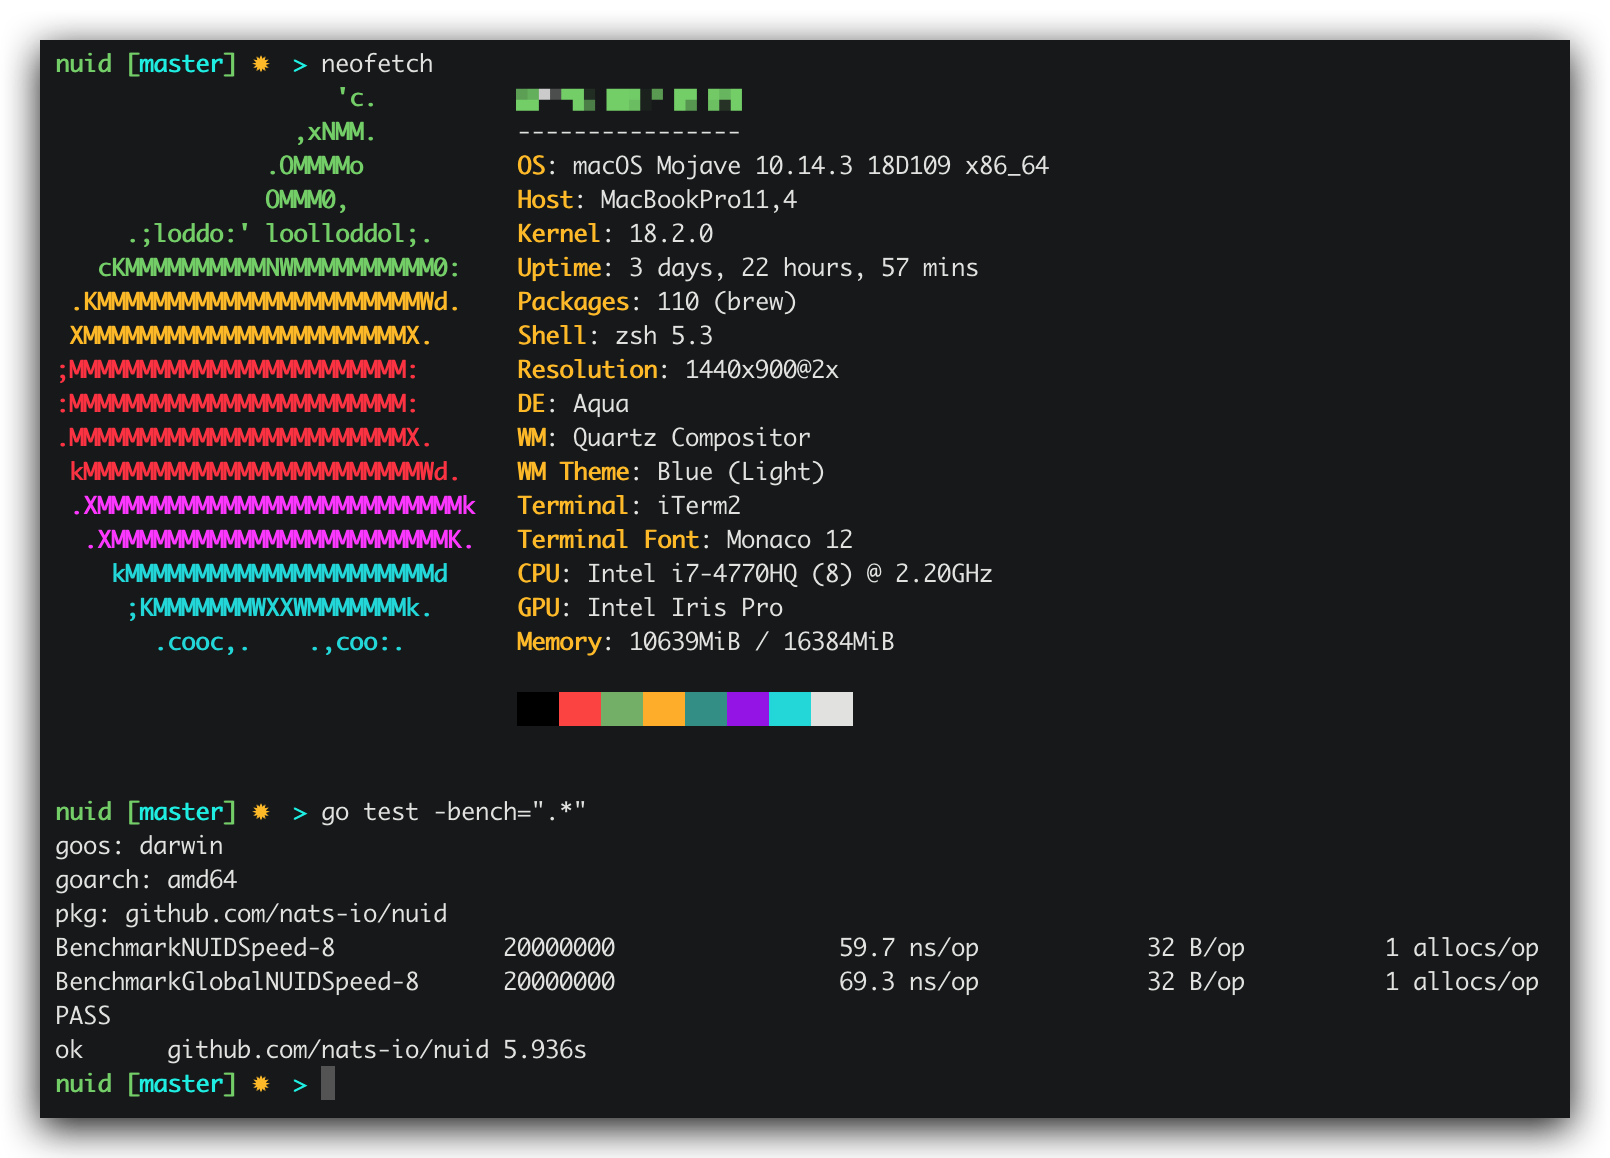 nuid [master] ✹ > neofetch
'c.
,xNMM. ----------------
.OMMMMo OS: macOS Mojave 10.14.3 18D109 x86_64
OMMM0, Host: MacBookPro11,4
.;loddo:' loolloddol;. Kernel: 18.2.0
cKMMMMMMMMMMNWMMMMMMMMMM0: Uptime: 3 days, 22 hours, 57 mins
.KMMMMMMMMMMMMMMMMMMMMMMMWd. Packages: 110 (brew)
XMMMMMMMMMMMMMMMMMMMMMMMX. Shell: zsh 5.3
;MMMMMMMMMMMMMMMMMMMMMMMM: Resolution: 1440x900@2x
:MMMMMMMMMMMMMMMMMMMMMMMM: DE: Aqua
.MMMMMMMMMMMMMMMMMMMMMMMMX. WM: Quartz Compositor
kMMMMMMMMMMMMMMMMMMMMMMMMWd. WM Theme: Blue (Light)
.XMMMMMMMMMMMMMMMMMMMMMMMMMMk Terminal: iTerm2
.XMMMMMMMMMMMMMMMMMMMMMMMMK. Terminal Font: Monaco 12
kMMMMMMMMMMMMMMMMMMMMMMd CPU: Intel i7-4770HQ (8) @ 2.20GHz
;KMMMMMMMWXXWMMMMMMMk. GPU: Intel Iris Pro
.cooc,. .,coo:. Memory: 10639MiB / 16384MiB
nuid [master] ✹ > go test -bench=".*"
goos: darwin
goarch: amd64
pkg: github.com/nats-io/nuid
BenchmarkNUIDSpeed-8 20000000 59.7 ns/op 32 B/op 1 allocs/op
BenchmarkGlobalNUIDSpeed-8 20000000 69.3 ns/op 32 B/op 1 allocs/op
PASS
ok github.com/nats-io/nuid 5.936s
nuid [master] ✹ >